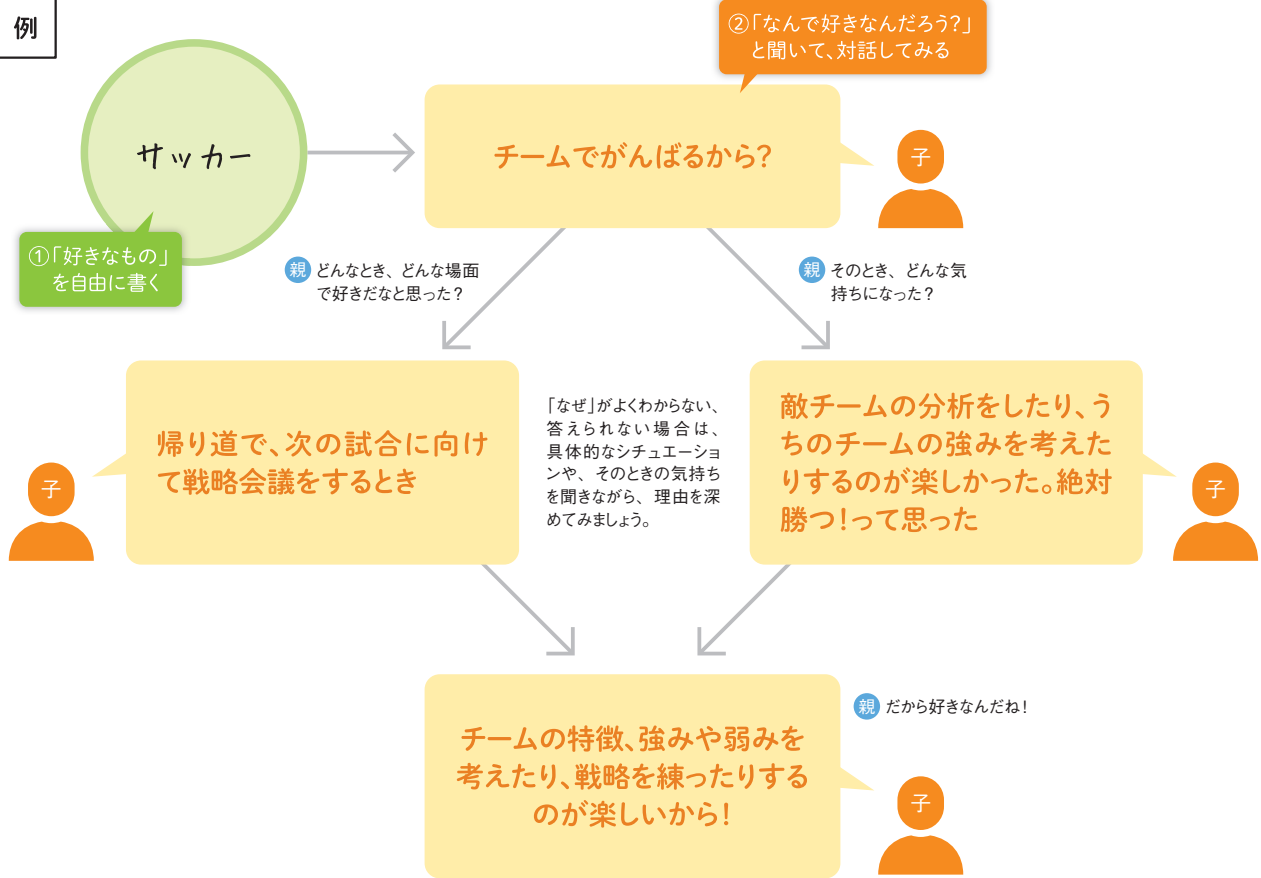 例
②「なんで好きなんだろう?」
と聞いて、対話してみる
サッカー
①「好きなもの」
を自由に書く
チームでがんばるから?
子
親 どんなとき、どんな場面
で好きだなと思った?
親 そのとき、どんな気
持ちになった?
帰り道で、次の試合に向け
て戦略会議をするとき
子
「なぜ」がよくわからない、
答えられない場合は、
具体的なシチュエーショ
ンや、そのときの気持ち
を聞きながら、理由を深
めてみましょう。
敵チームの分析をしたり、う
ちのチームの強みを考えた
りするのが楽しかった。絶対
勝つ!って思った
子
親 だから好きなんだね!
チームの特徴、強みや弱みを
考えたり、戦略を練ったりする
のが楽しいから!
子